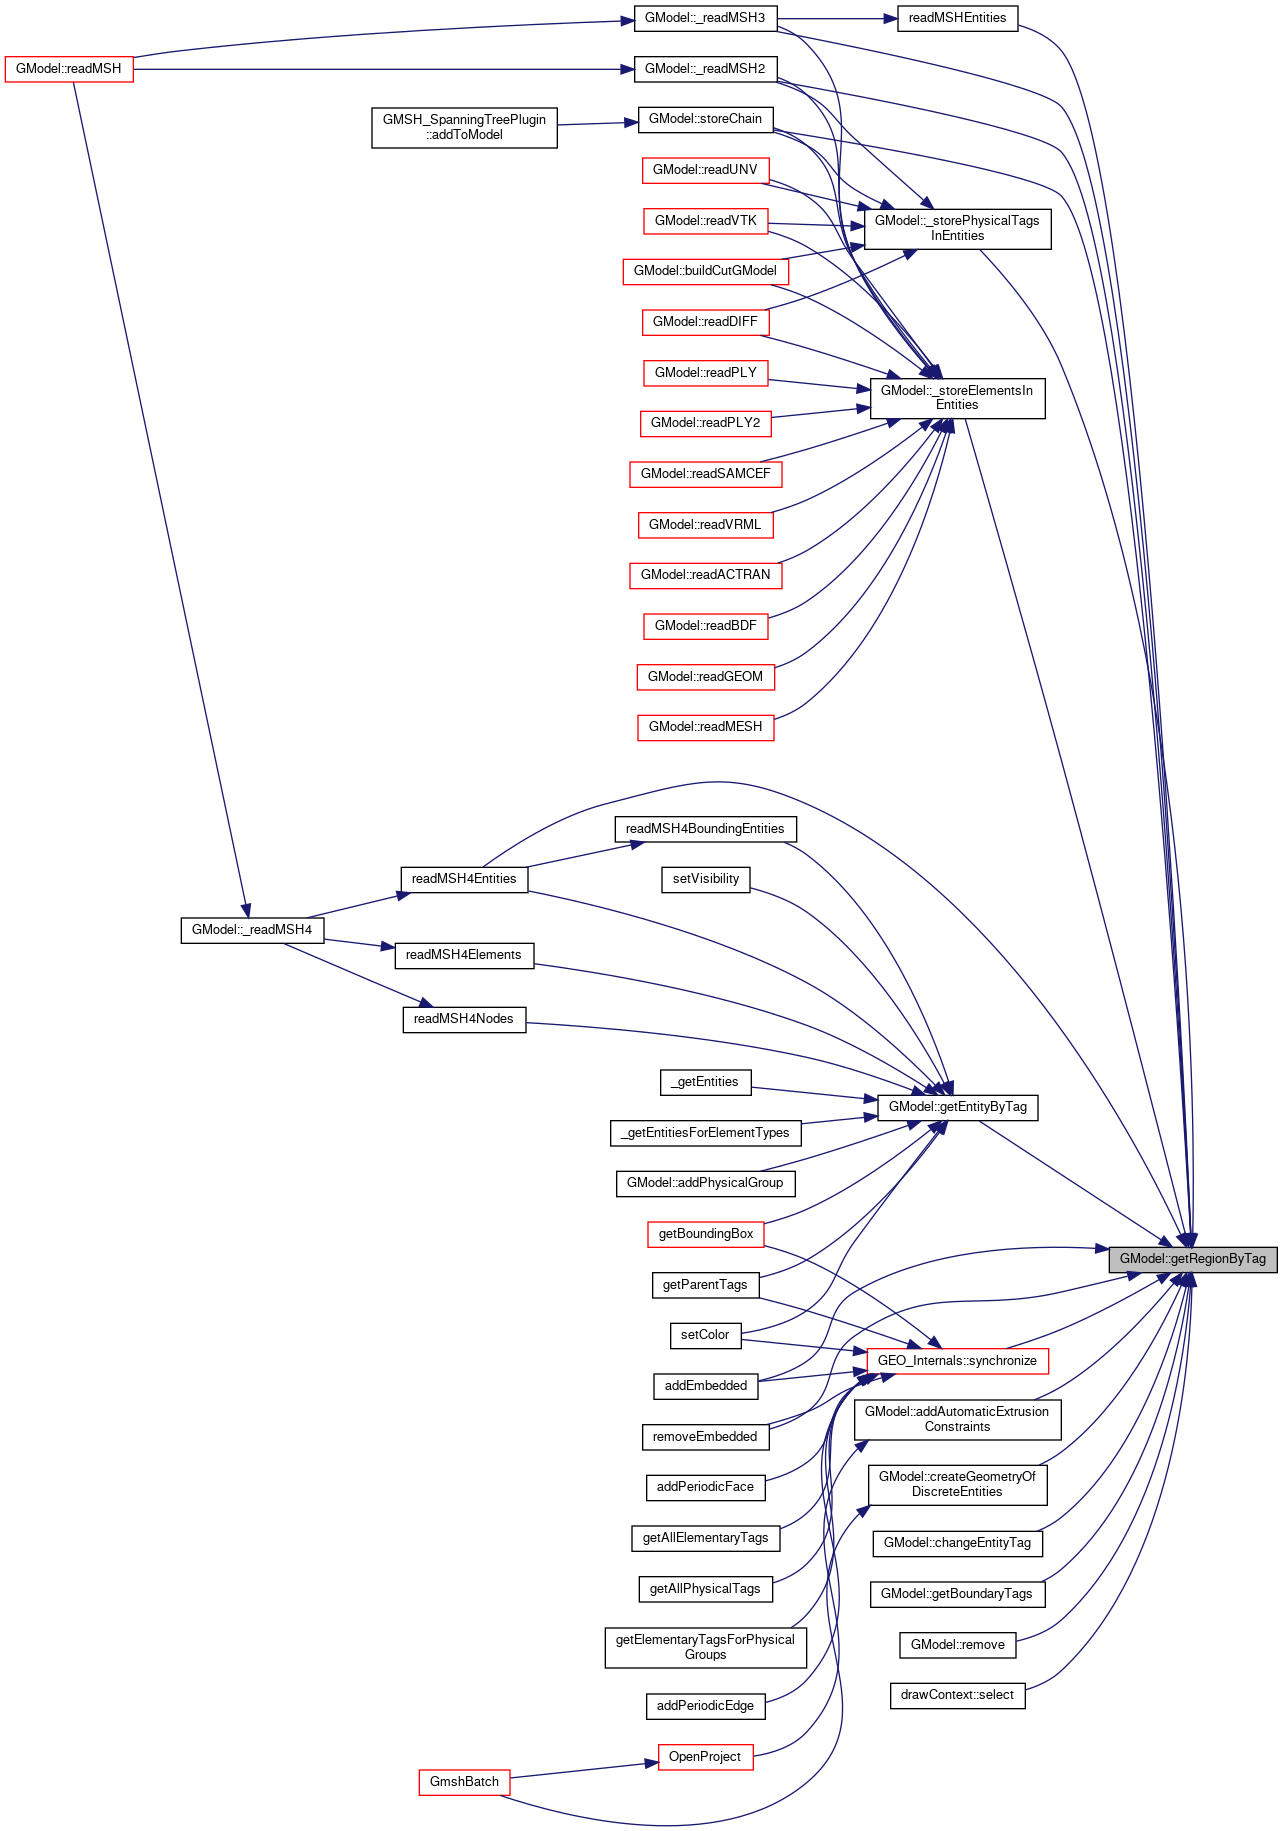 GModel::_readMSH3
readMSHEntities
GModel::readMSH
GModel::_readMSH2
GMSH_SpanningTreePlugin
::addToModel
GModel::storeChain
GModel::readUNV
GModel::readVTK
GModel::_storePhysicalTags
InEntities
GModel::buildCutGModel
GModel::readDIFF
GModel::readPLY
GModel::_storeElementsIn
Entities
GModel::readPLY2
GModel::readSAMCEF
GModel::readVRML
GModel::readACTRAN
GModel::readBDF
GModel::readGEOM
GModel::readMESH
readMSH4BoundingEntities
readMSH4Entities
setVisibility
GModel::_readMSH4
readMSH4Elements
readMSH4Nodes
_getEntities
GModel::getEntityByTag
_getEntitiesForElementTypes
GModel::addPhysicalGroup
getBoundingBox
GModel::getRegionByTag
getParentTags
setColor
GEO_Internals::synchronize
addEmbedded
GModel::addAutomaticExtrusion
Constraints
removeEmbedded
GModel::createGeometryOf
DiscreteEntities
addPeriodicFace
getAllElementaryTags
GModel::changeEntityTag
getAllPhysicalTags
GModel::getBoundaryTags
getElementaryTagsForPhysical
Groups
GModel::remove
addPeriodicEdge
drawContext::select
OpenProject
GmshBatch